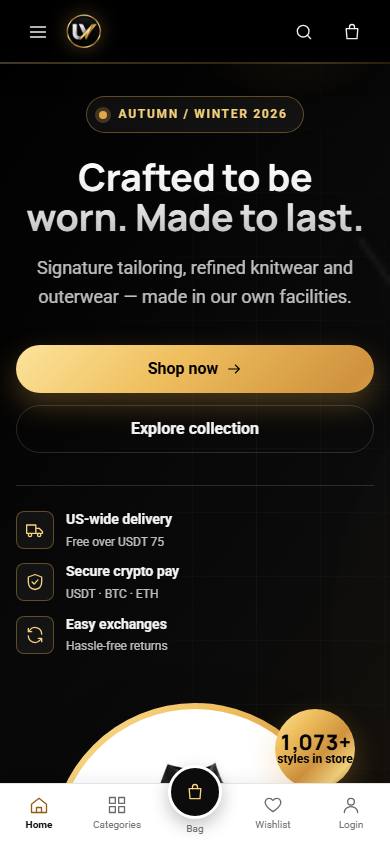 LV
AUTUMN / WINTER 2026
Crafted to be
worn. Made to last.
Signature tailoring, refined knitwear and
outerwear — made in our own facilities.
Shop now →
Explore collection
US-wide delivery
Free over USDT 75
Secure crypto pay
USDT · BTC · ETH
Easy exchanges
Hassle-free returns
1,073+
styles in store
Home
Categories
Bag
Wishlist
Login